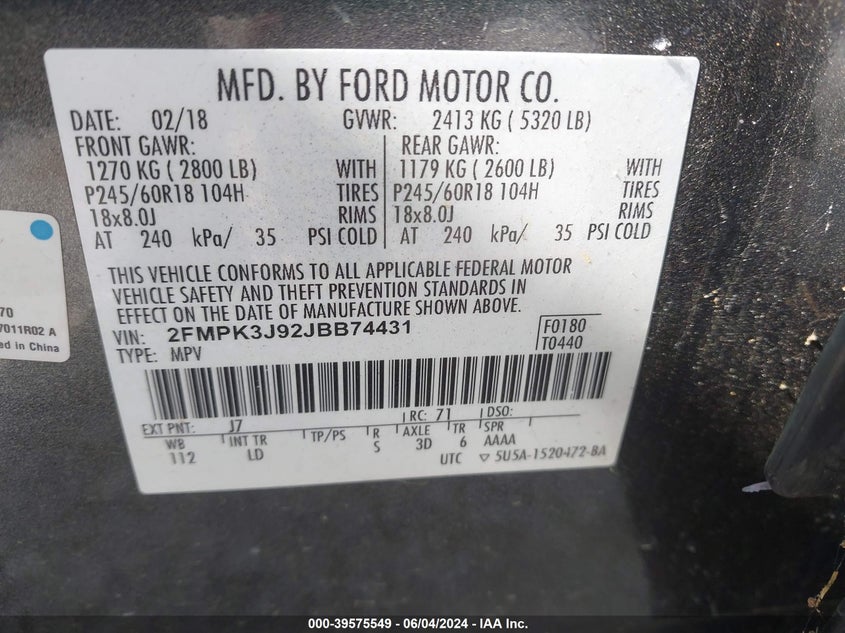 MFD. BY FORD MOTOR CO.
DATE: 02/18 GVWR: 2413 KG ( 5320 LB)
FRONT GAWR: REAR GAWR:
1270 KG ( 2800 LB) WITH 1179 KG ( 2600 LB) WITH
P245/60R18 104H TIRES P245/60R18 104H TIRES
18x8.0J RIMS 18x8.0J RIMS
AT 240 kPa/ 35 PSI COLD AT 240 kPa/ 35 PSI COLD
THIS VEHICLE CONFORMS TO ALL APPLICABLE FEDERAL MOTOR
VEHICLE SAFETY AND THEFT PREVENTION STANDARDS IN
EFFECT ON THE DATE OF MANUFACTURE SHOWN ABOVE.
VIN: 2FMPK3J92JBB74431 F0180
TYPE: MPV T0440
EXT PNT: J7 RC: 71 DSO:
WB INT TR TP/PS R AXLE TR SPR
112 LD S 3D 6 AAAA
UTC ▽ 5U5A-1520472-BA
70
7011R02 A
ed in China
000-39575549 - 06/04/2024 - IAA Inc.